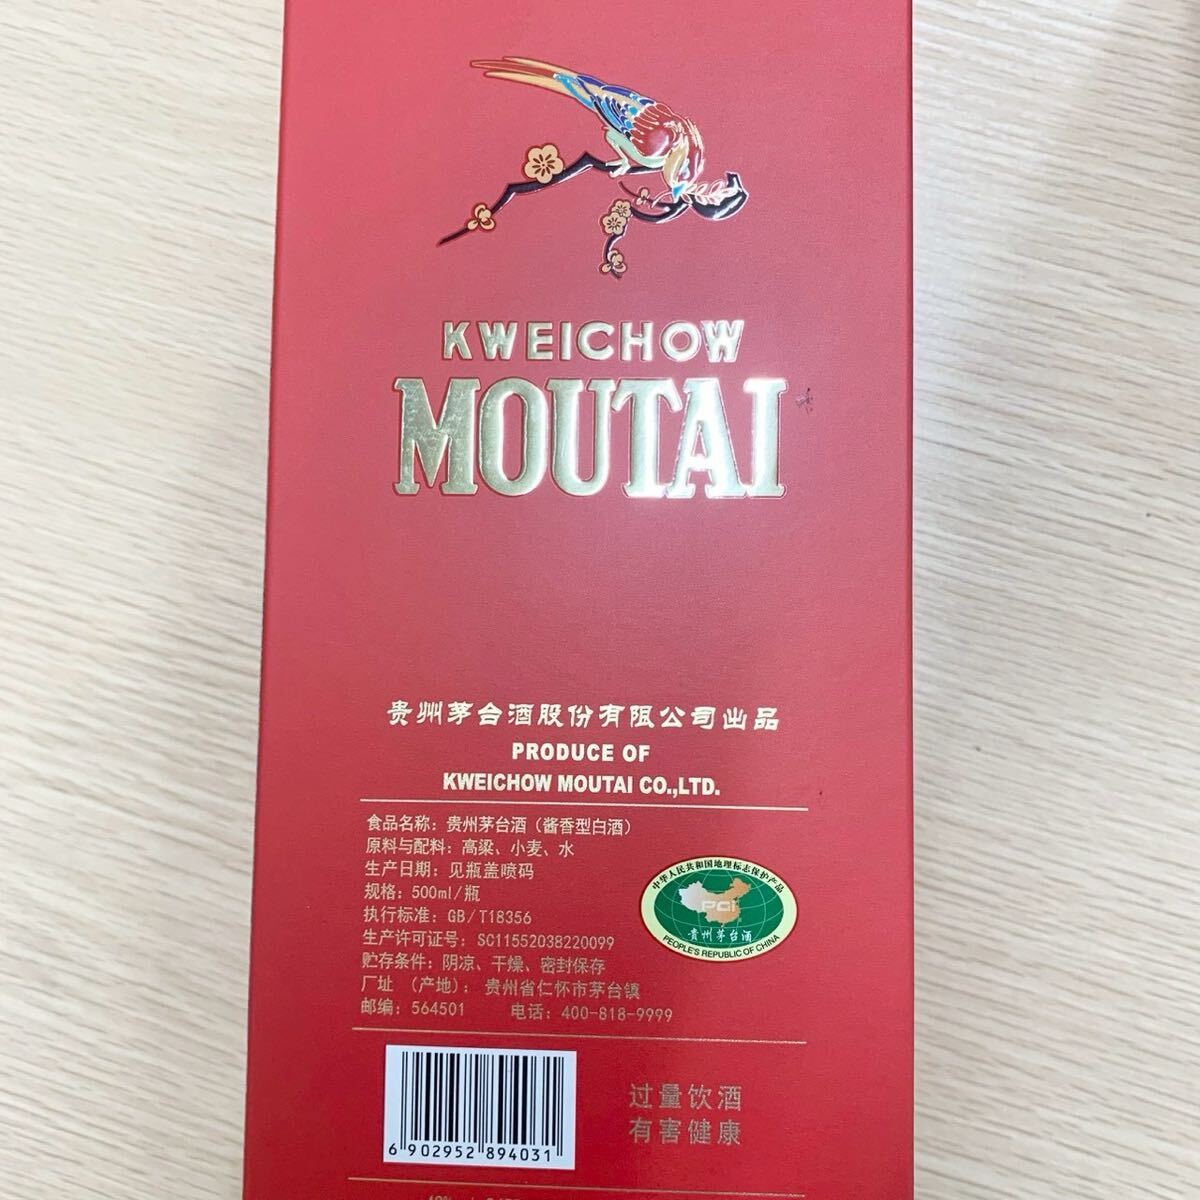 KWEICHOW
MOUTAI
贵州茅台酒股份有限公司出品
PRODUCE OF
KWEICHOW MOUTAI CO.,LTD.
食品名称：贵州茅台酒（酱香型白酒）
原料与配料：高粱、小麦、水
生产日期：见瓶盖喷码
规格：500ml/瓶
执行标准：GB/T18356
生产许可证号：SC11552038220099
贮存条件：阴凉、干燥、密封保存
厂址（产地）：贵州省仁怀市茅台镇
邮编：564501 电话：400-818-9999
中华人民共和国地理标志保护产品
PGI
贵州茅台酒
PEOPLE'S REPUBLIC OF CHINA
6 902952 894031
过量饮酒
有害健康